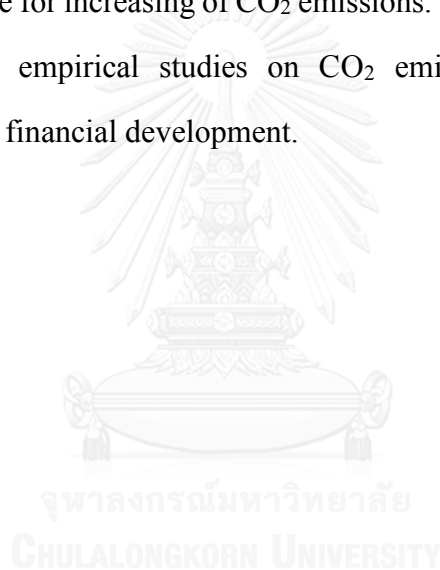 e for increasing of CO₂ emissions.
empirical studies on CO₂ emi
financial development.
จุฬาลงกรณ์มหาวิทยาลัย
CHULALONGKORN UNIVERSITY